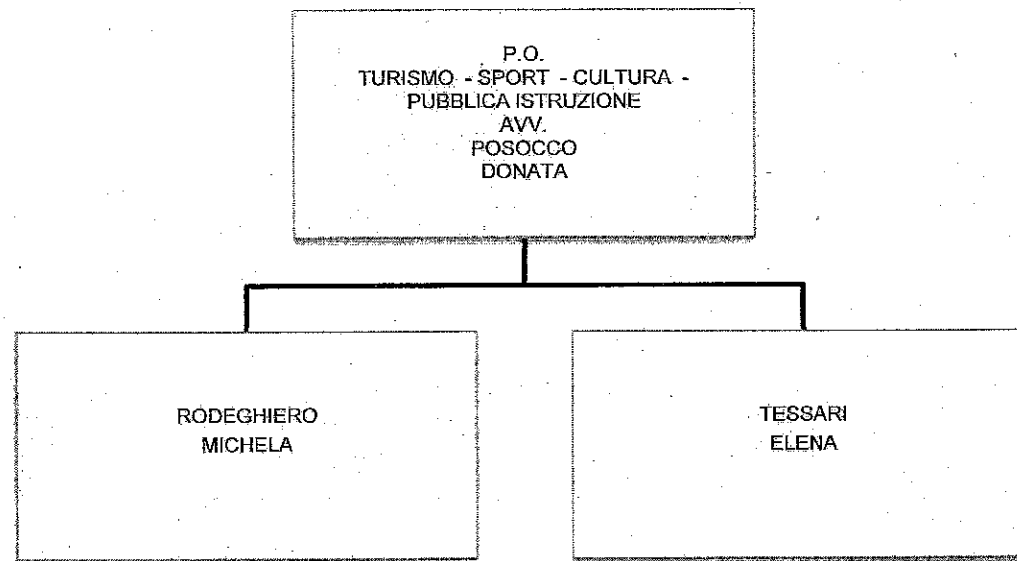 P.O.
TURISMO - SPORT - CULTURA -
PUBBLICA ISTRUZIONE
AVV.
POSOCCO
DONATA
RODEGHIERO
MICHELA
TESSARI
ELENA